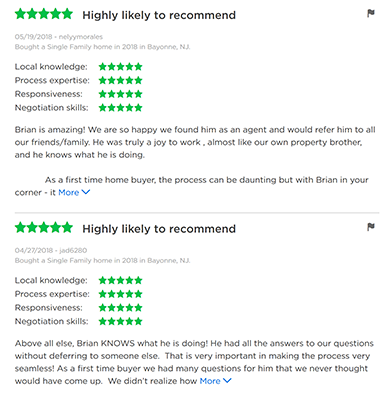 Highly likely to recommend
05/19/2018 - nelyymorales
Bought a Single Family home in 2018 in Bayonne, NJ.
Local knowledge:
Process expertise:
Responsiveness:
Negotiation skills:
Brian is amazing! We are so happy we found him as an agent and would refer him to all
our friends/family. He was truly a joy to work , almost like our own property brother,
and he knows what he is doing.
As a first time home buyer, the process can be daunting but with Brian in your
corner - it More
Highly likely to recommend
04/27/2018 - jad6280
Bought a Single Family home in 2018 in Bayonne, NJ.
Local knowledge:
Process expertise:
Responsiveness:
Negotiation skills:
Above all else, Brian KNOWS what he is doing! He had all the answers to our questions
without deferring to someone else. That is very important in making the process very
seamless! As a first time buyer we had many questions for him that we never thought
would have come up. We didn't realize how More